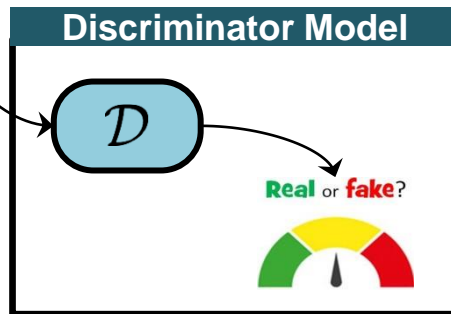 Discriminator Model
𝒟
Real or fake?